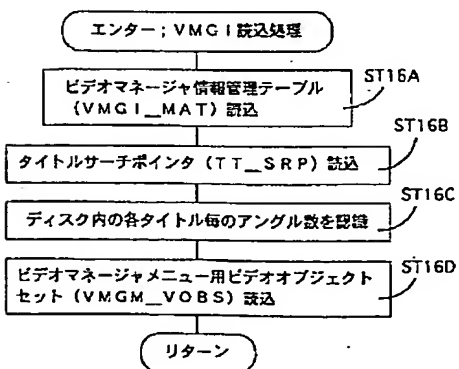 エンター；ＶＭＧＩ読込処理
ビデオマネージャ情報管理テーブル
（ＶＭＧＩ＿ＭＡＴ）読込
ST16A
タイトルサーチポインタ（ＴＴ＿ＳＲＰ）読込
ST16B
ディスク内の各タイトル毎のアングル数を認識
ST16C
ビデオマネージャメニュー用ビデオオブジェクト
セット（ＶＭＧＭ＿ＶＯＢＳ）読込
ST16D
リターン